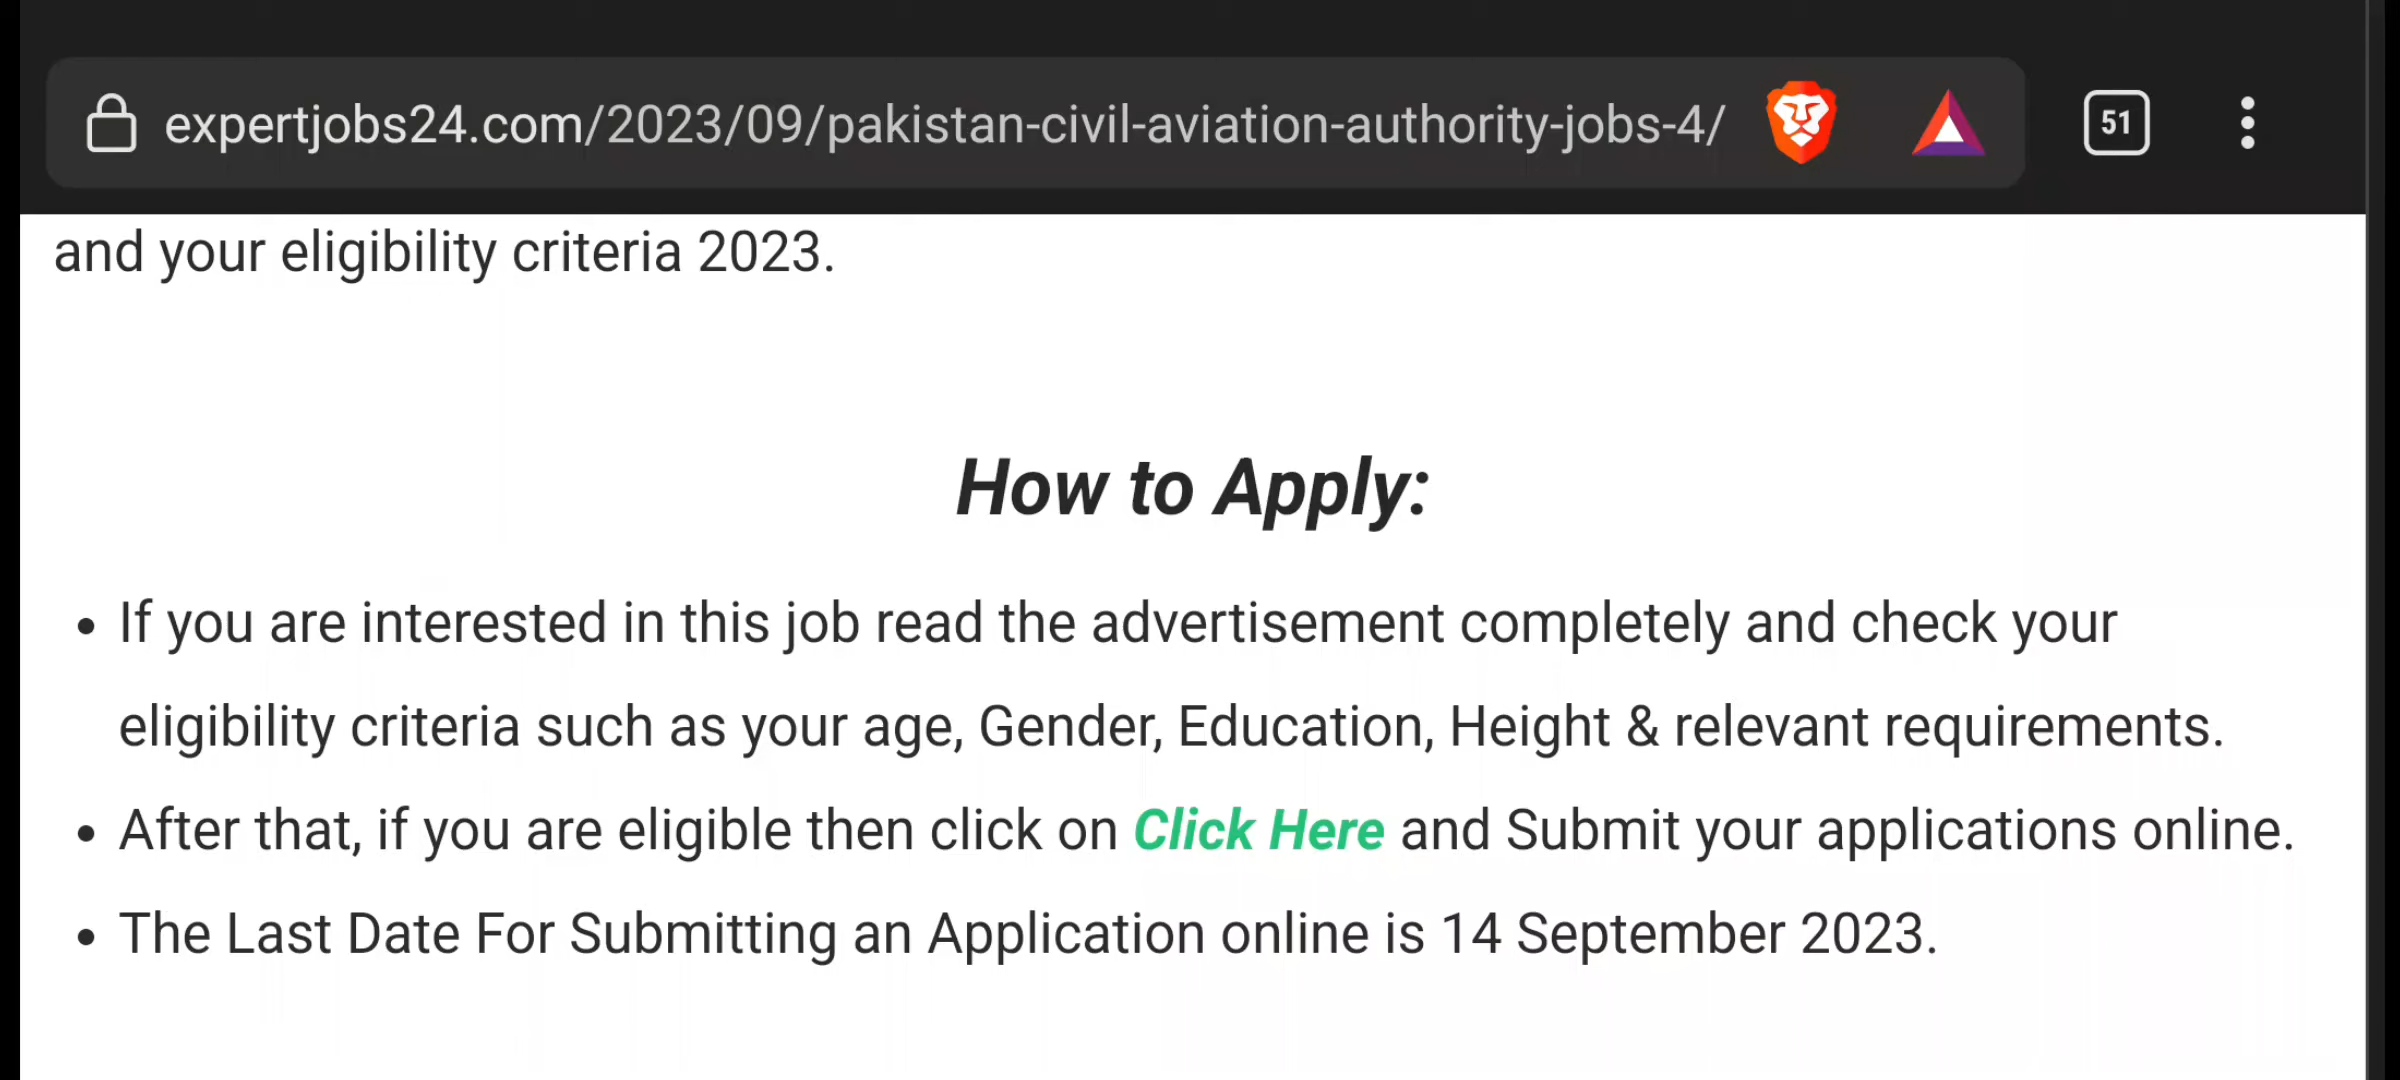 expertjobs24.com/2023/09/pakistan-civil-aviation-authority-jobs-4/ 51
and your eligibility criteria 2023.
How to Apply:
• If you are interested in this job read the advertisement completely and check your
eligibility criteria such as your age, Gender, Education, Height & relevant requirements.
• After that, if you are eligible then click on Click Here and Submit your applications online.
• The Last Date For Submitting an Application online is 14 September 2023.